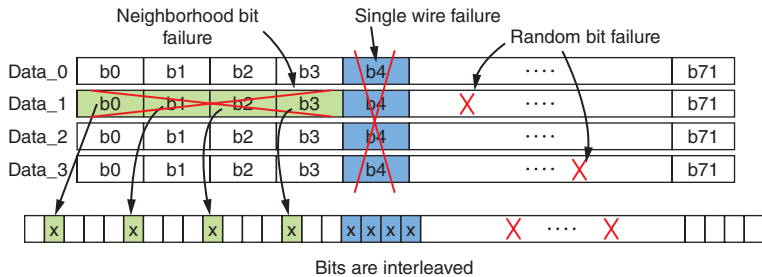 Neighborhood bit failure
Single wire failure
Random bit failure
Data_0 b0 b1 b2 b3 b4 .... b71
Data_1 b0 b1 b2 b3 b4 .... b71
Data_2 b0 b1 b2 b3 b4 .... b71
Data_3 b0 b1 b2 b3 b4 .... b71
x x x x x x x x ....
Bits are interleaved